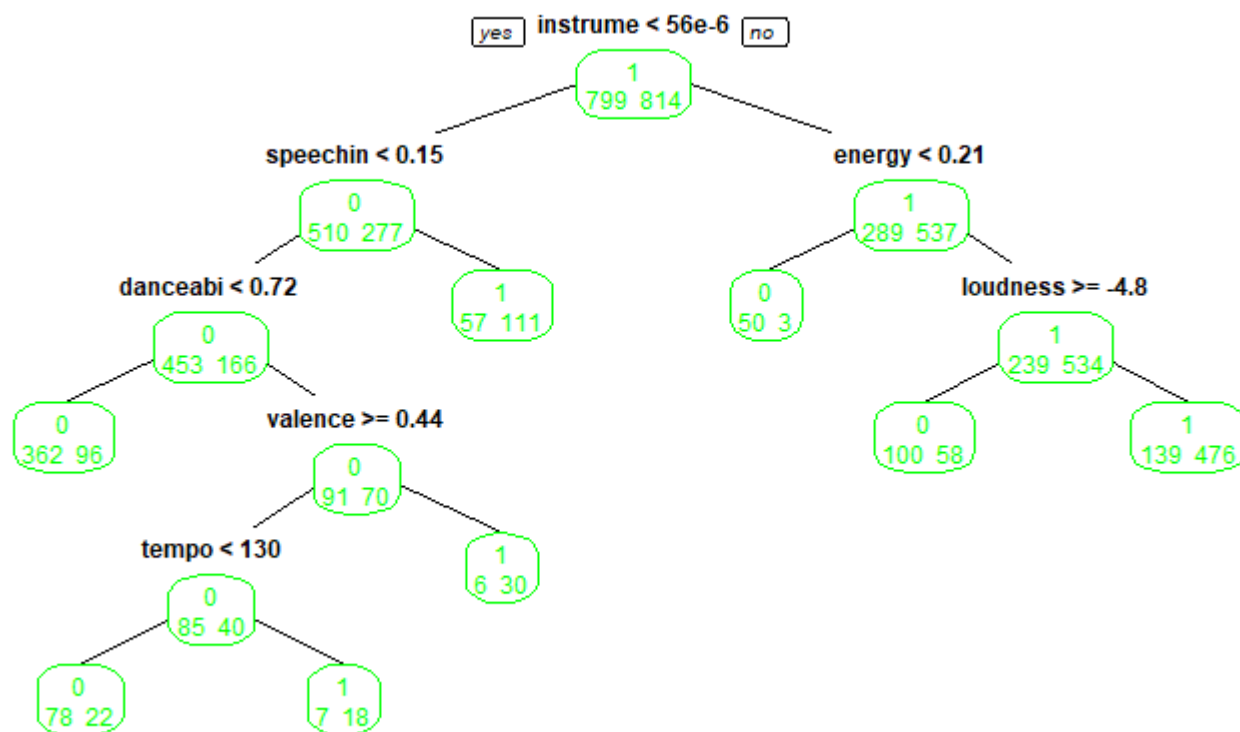 yes instrume < 56e-6 no
1
799 814
speechin < 0.15 energy < 0.21
0 1
510 277 289 537
danceabi < 0.72 loudness >= -4.8
1 0
57 111 50 3
0 1
453 166 239 534
valence >= 0.44
0 0 1
362 96 100 58 139 476
0
91 70
tempo < 130
1
6 30
0
85 40
0 1
78 22 7 18